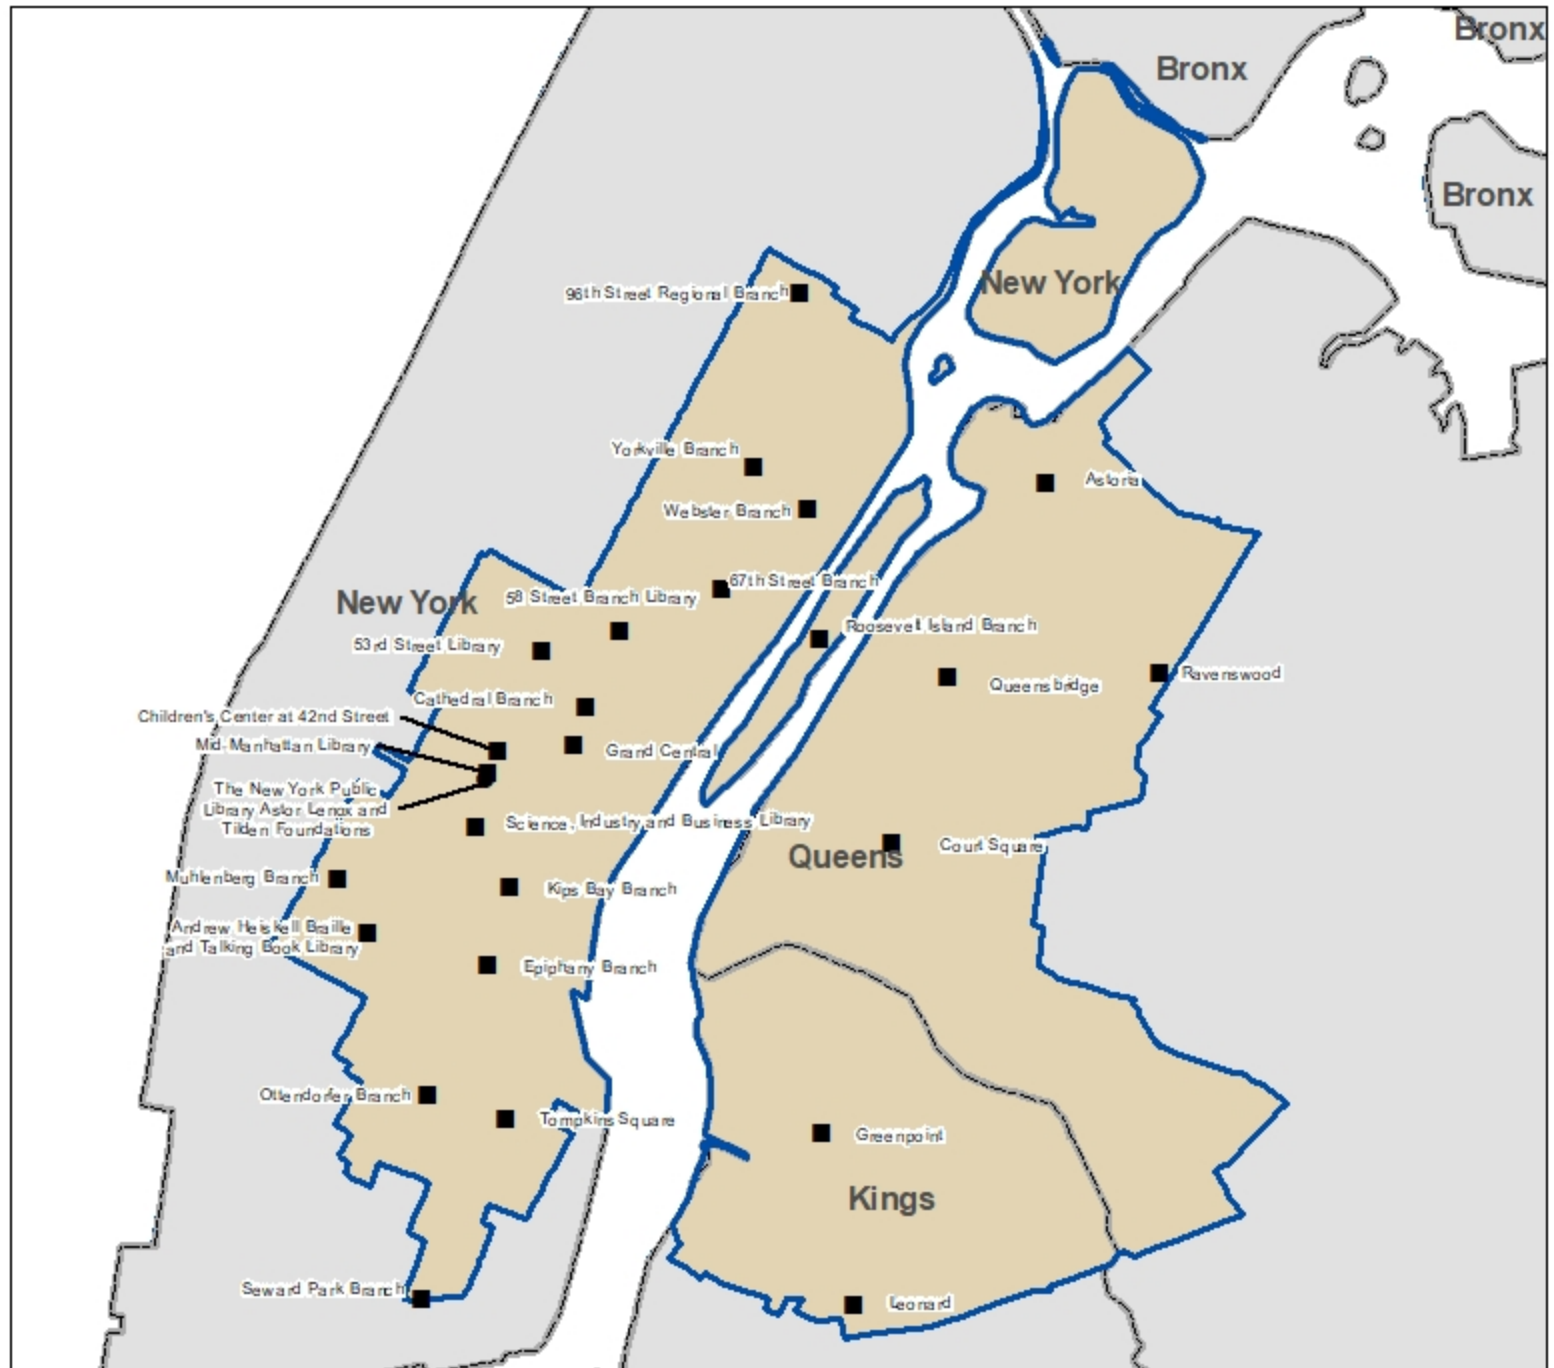 Bronx
Bronx
Bronx
New York
96th Street Regional Branch
Yorkville Branch
Astoria
Webster Branch
67th Street Branch
58 Street Branch Library
New York
Roosevelt Island Branch
53rd Street Library
Ravenswood
Queensbridge
Cathedral Branch
Children's Center at 42nd Street
Mid-Manhattan Library
Grand Central
The New York Public
Library Astor Lenox and
Tilden Foundations
Science, Industry and Business Library
Court Square
Queens
Muhlenberg Branch
Kips Bay Branch
Andrew Heiskell Braille
and Talking Book Library
Epiphany Branch
Ottendorfer Branch
Tompkins Square
Greenpoint
Kings
Seward Park Branch
Leonard